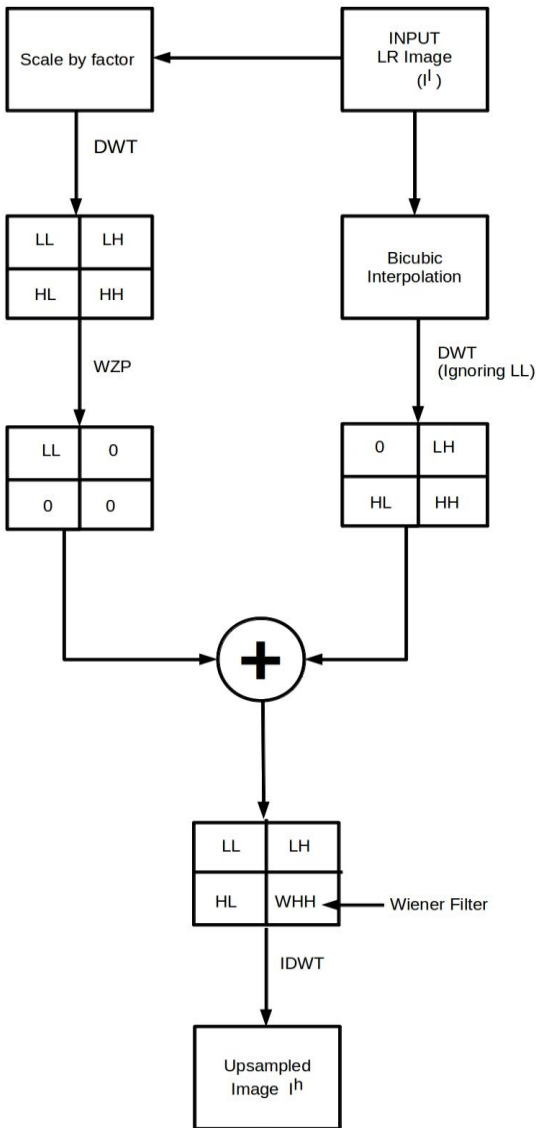 Scale by factor
INPUT
LR Image
(I^l)
DWT
LL LH
HL HH
Bicubic
Interpolation
WZP
DWT
(Ignoring LL)
LL 0
0 0
0 LH
HL HH
+
LL LH
HL WHH
Wiener Filter
IDWT
Upsampled
Image I^h